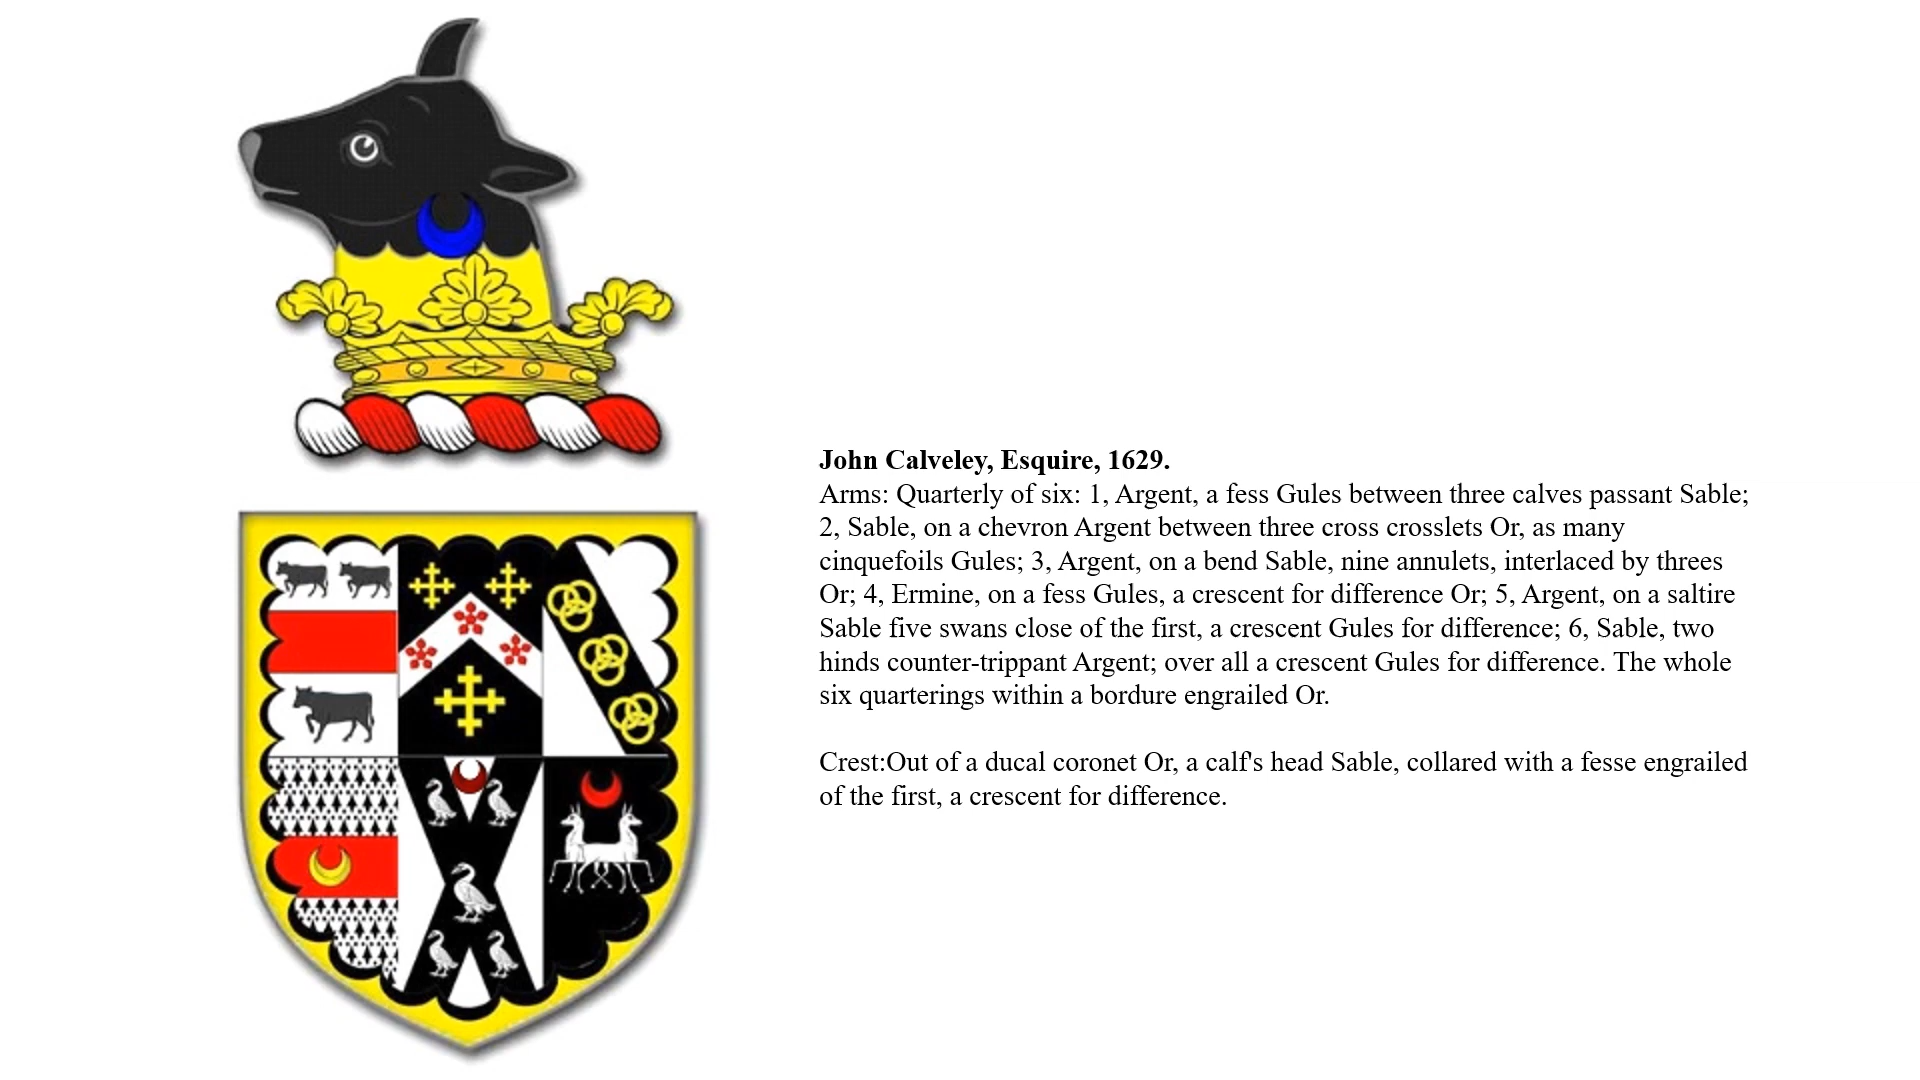 John Calveley, Esquire, 1629.
Arms: Quarterly of six: 1, Argent, a fess Gules between three calves passant Sable;
2, Sable, on a chevron Argent between three cross crosslets Or, as many
cinquefoils Gules; 3, Argent, on a bend Sable, nine annulets, interlaced by threes
Or; 4, Ermine, on a fess Gules, a crescent for difference Or; 5, Argent, on a saltire
Sable five swans close of the first, a crescent Gules for difference; 6, Sable, two
hinds counter-trippant Argent; over all a crescent Gules for difference. The whole
six quarterings within a bordure engrailed Or.
Crest:Out of a ducal coronet Or, a calf's head Sable, collared with a fesse engrailed
of the first, a crescent for difference.